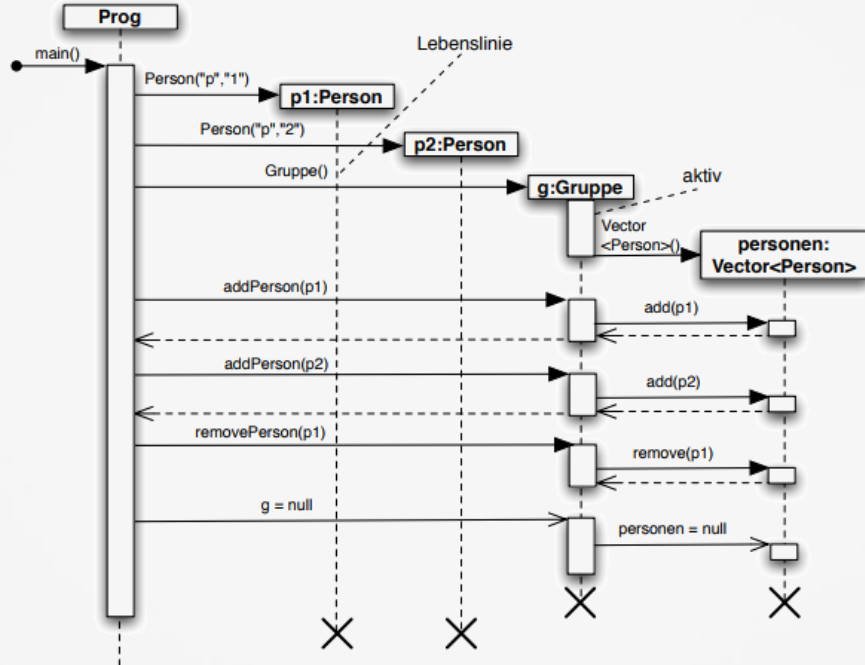 Prog
Lebenslinie
main()
Person("p","1")
p1:Person
Person("p","2")
p2:Person
Gruppe()
g:Gruppe
aktiv
Vector
<Person>()
personen:
Vector<Person>
addPerson(p1)
add(p1)
addPerson(p2)
add(p2)
removePerson(p1)
remove(p1)
g = null
personen = null